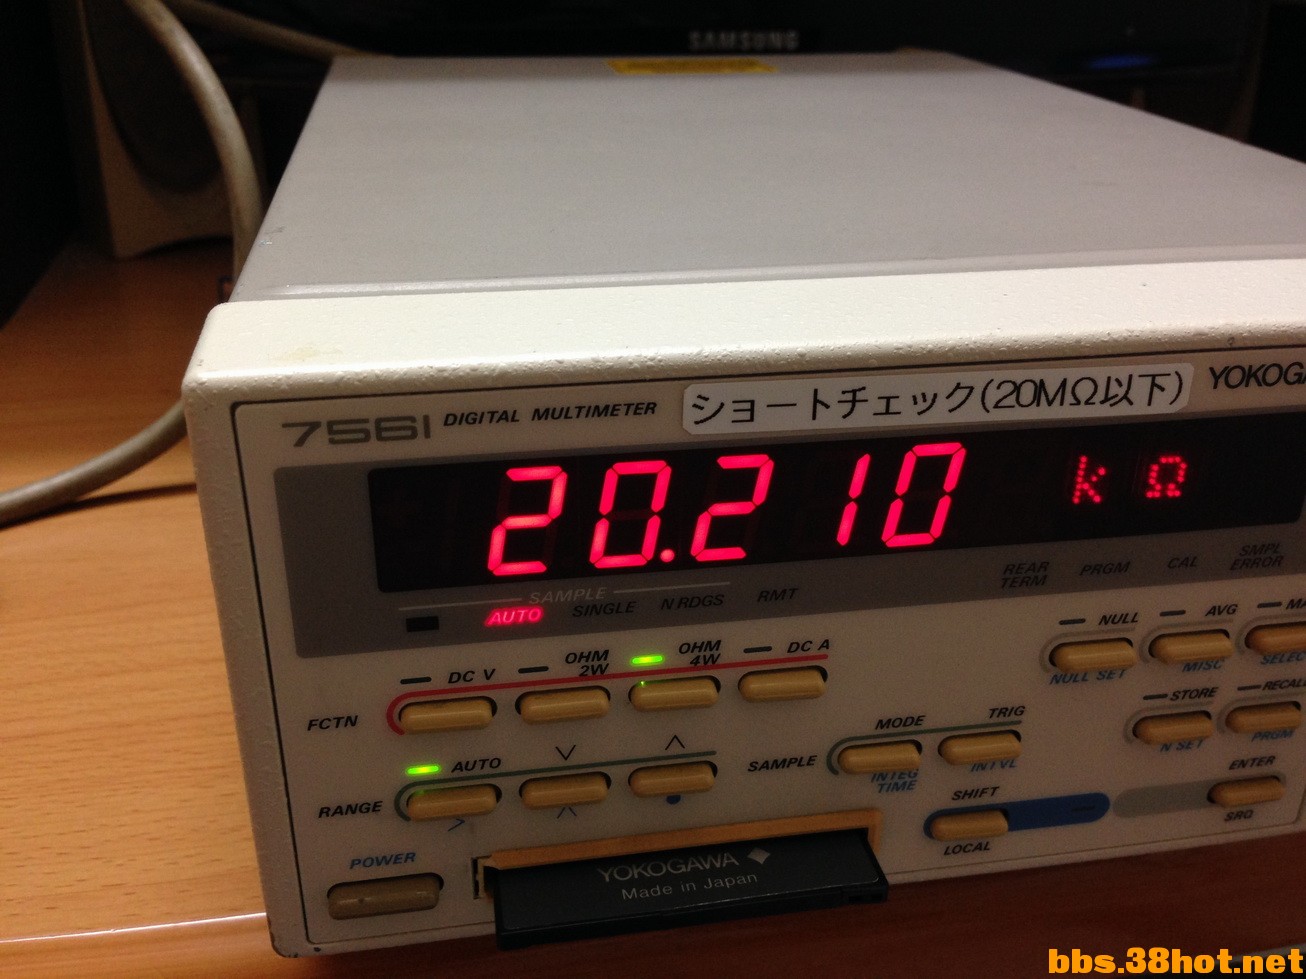 SAMSUNG
7561 DIGITAL MULTIMETER ショートチェック(20MΩ以下) YOKOGA
20.210 kΩ
SAMPLE
AUTO SINGLE N RDGS RMT
REAR TERM PRGM CAL SMPL ERROR
NULL AVG MA
DC V OHM 2W OHM 4W DC A
NULL SET MISC SELEC
FCTN
STORE RECALL
N SET PRGM
MODE TRIG
AUTO
SAMPLE
INTEG TIME INTVL
RANGE
ENTER
SHIFT
SRQ
LOCAL
POWER
YOKOGAWA
Made in Japan
bbs.38hot.net